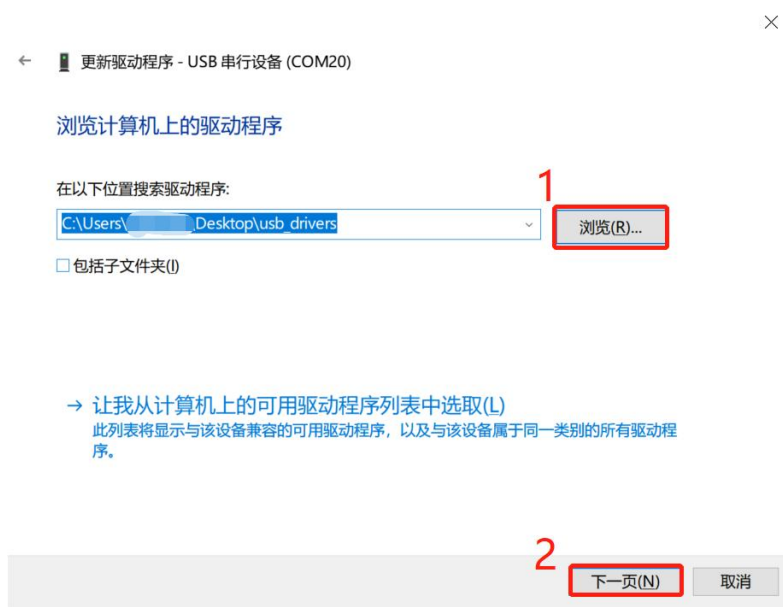 更新驱动程序 - USB 串行设备 (COM20)
浏览计算机上的驱动程序
在以下位置搜索驱动程序:
1
C:\Users\ Desktop\usb_drivers
浏览(R)...
包括子文件夹(I)
→ 让我从计算机上的可用驱动程序列表中选取(L)
此列表将显示与该设备兼容的可用驱动程序，以及与该设备属于同一类别的所有驱动程
序。
2
下一页(N)
取消